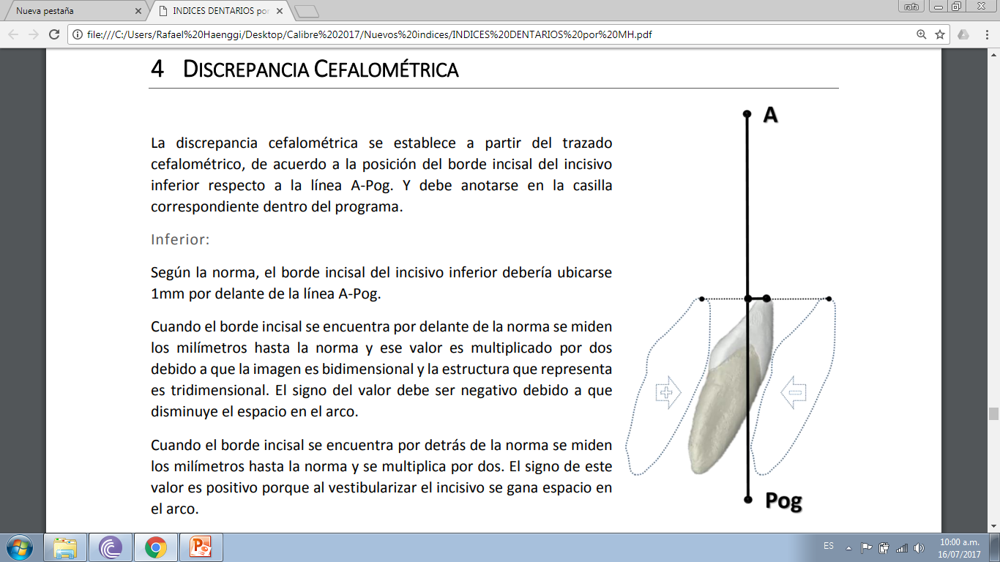 Nueva pestaña
INDICES DENTARIOS por
rafa
file:///C:/Users/Rafael%20Haenggi/Desktop/Calibre%202017/Nuevos%20indices/INDICES%20DENTARIOS%20por%20MH.pdf
4 DISCREPANCIA CEFALOMÉTRICA
La discrepancia cefalométrica se establece a partir del trazado
cefalométrico, de acuerdo a la posición del borde incisal del incisivo
inferior respecto a la línea A-Pog. Y debe anotarse en la casilla
correspondiente dentro del programa.
Inferior:
Según la norma, el borde incisal del incisivo inferior debería ubicarse
1mm por delante de la línea A-Pog.
Cuando el borde incisal se encuentra por delante de la norma se miden
los milímetros hasta la norma y ese valor es multiplicado por dos
debido a que la imagen es bidimensional y la estructura que representa
es tridimensional. El signo del valor debe ser negativo debido a que
disminuye el espacio en el arco.
Cuando el borde incisal se encuentra por detrás de la norma se miden
los milímetros hasta la norma y se multiplica por dos. El signo de este
valor es positivo porque al vestibularizar el incisivo se gana espacio en
el arco.
A
Pog
ES
10:00 a.m.
16/07/2017